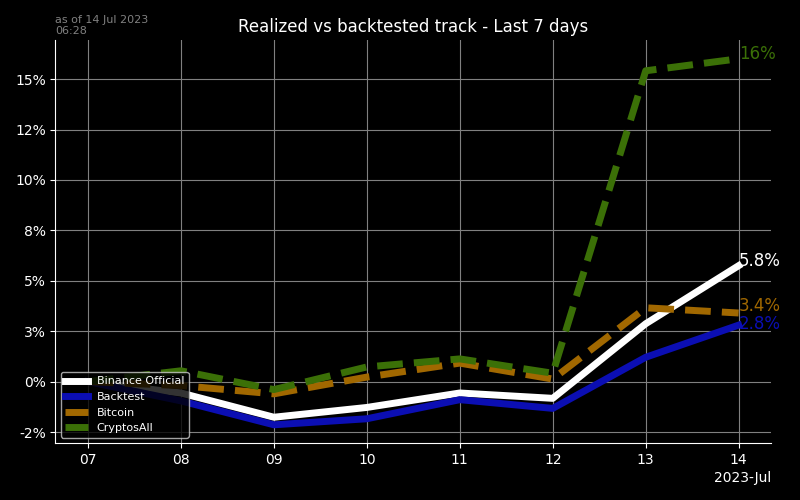 as of 14 Jul 2023
06:28
Realized vs backtested track - Last 7 days
16%
15%
12%
10%
8%
5%
3%
0%
-2%
5.8%
3.4%
2.8%
Binance Official
Backtest
Bitcoin
CryptosAll
07 08 09 10 11 12 13 14
2023-Jul